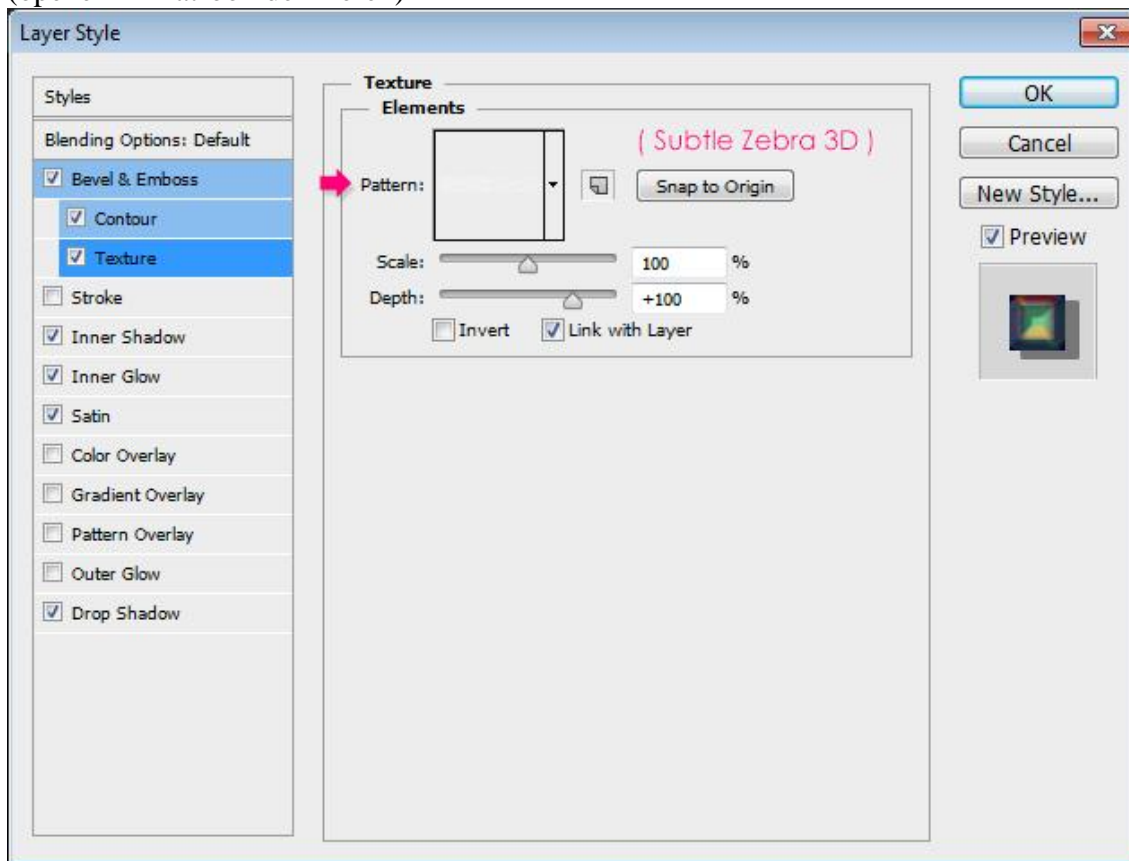 Layer Style
Styles
Blending Options: Default
Bevel & Emboss
Contour
Texture
Stroke
Inner Shadow
Inner Glow
Satin
Color Overlay
Gradient Overlay
Pattern Overlay
Outer Glow
Drop Shadow
Texture
Elements
( Subtle Zebra 3D )
Pattern:
Snap to Origin
Scale: 100 %
Depth: +100 %
Invert Link with Layer
OK
Cancel
New Style...
Preview